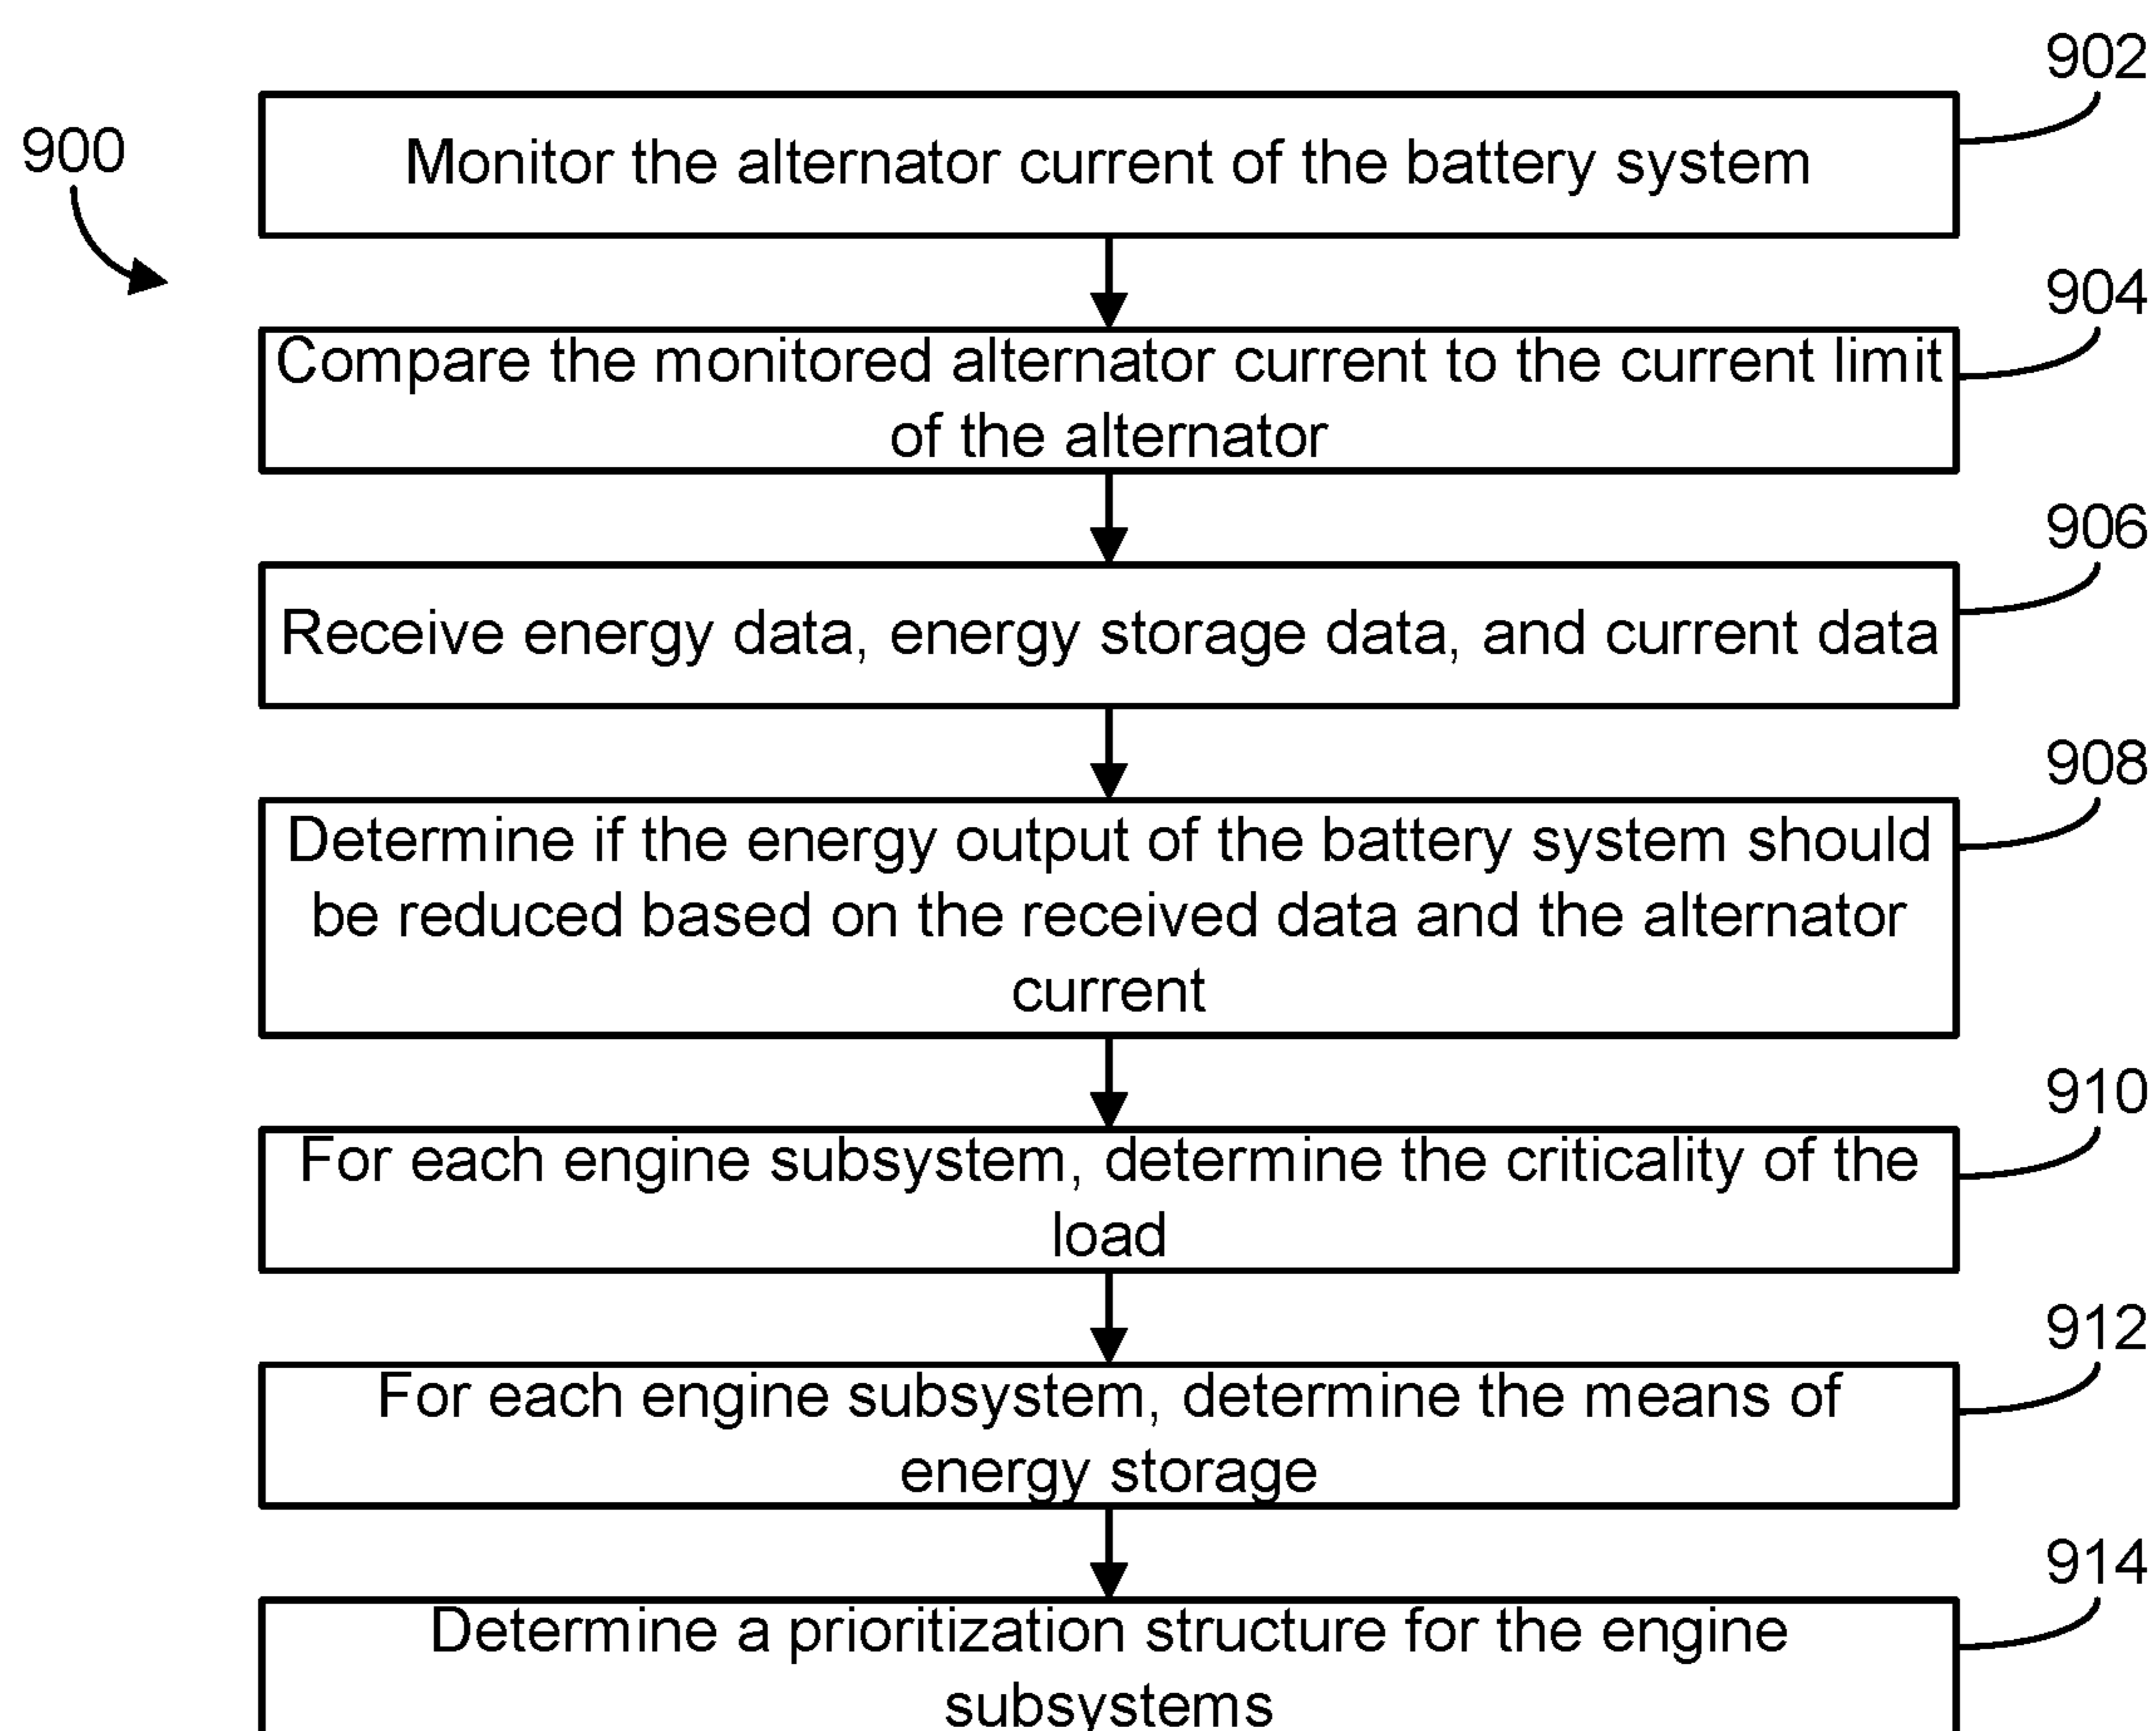 902
900
Monitor the alternator current of the battery system
904
Compare the monitored alternator current to the current limit
of the alternator
906
Receive energy data, energy storage data, and current data
908
Determine if the energy output of the battery system should
be reduced based on the received data and the alternator
current
910
For each engine subsystem, determine the criticality of the
load
912
For each engine subsystem, determine the means of
energy storage
914
Determine a prioritization structure for the engine
subsystems